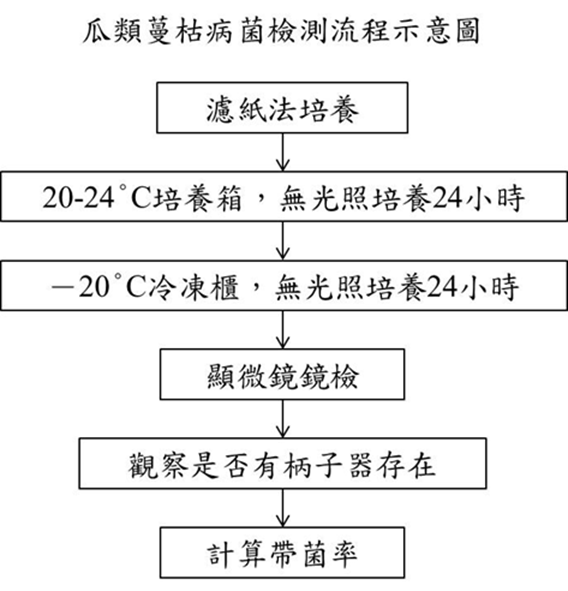 瓜類蔓枯病菌檢測流程示意圖
濾紙法培養
20-24°C培養箱，無光照培養24小時
－20°C冷凍櫃，無光照培養24小時
顯微鏡鏡檢
觀察是否有柄子器存在
計算帶菌率